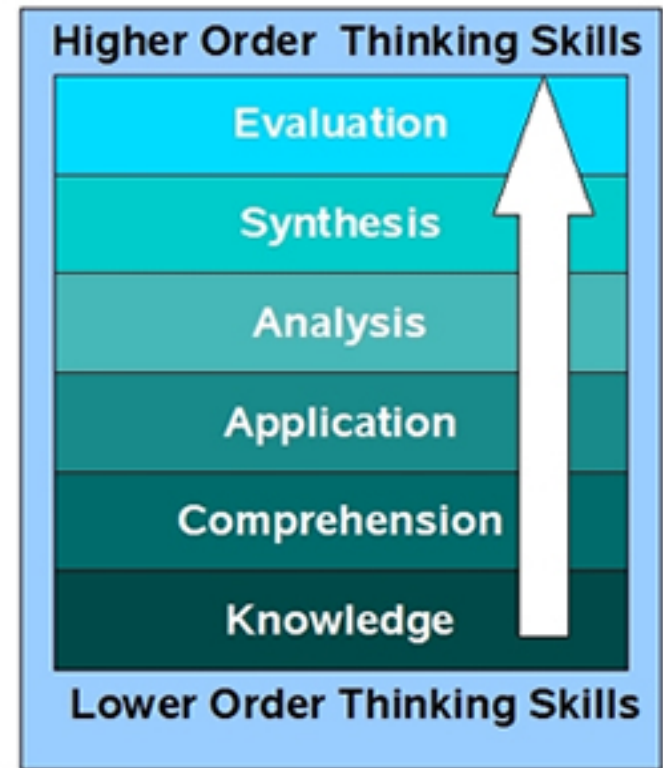 Higher Order Thinking Skills
Evaluation
Synthesis
Analysis
Application
Comprehension
Knowledge
Lower Order Thinking Skills